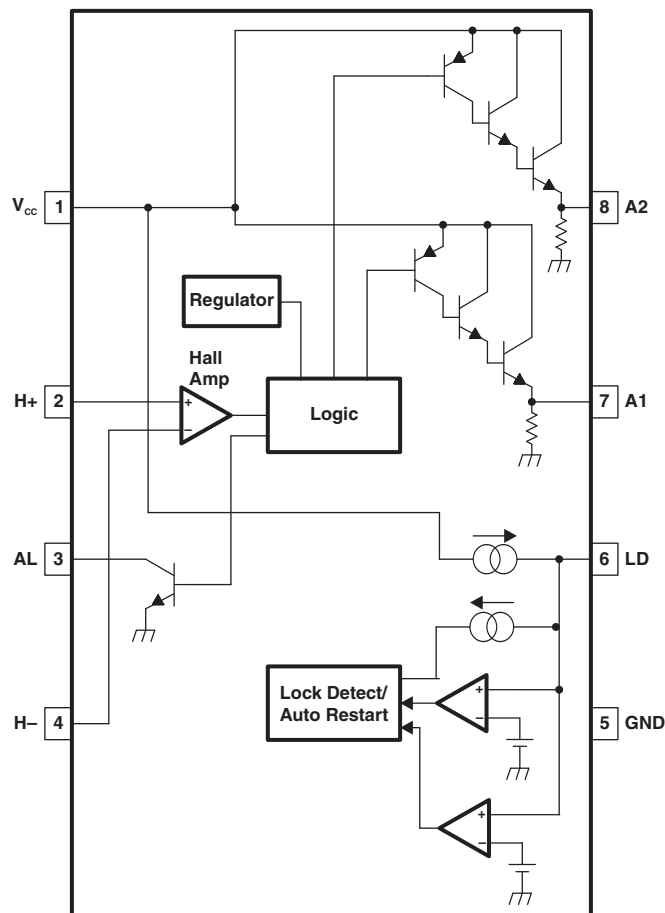 V_CC 1
8 A2
Regulator
Hall
Amp
H+ 2
+
−
Logic
7 A1
AL 3
6 LD
Lock Detect/
Auto Restart
+
−
H− 4
5 GND
+
−